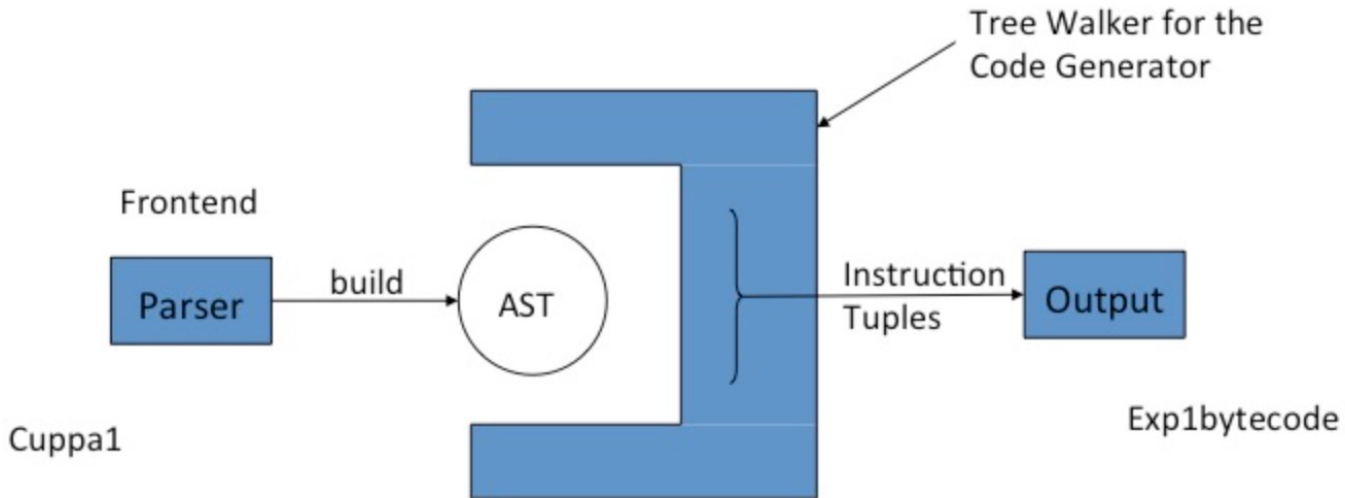 Tree Walker for the
Code Generator
Frontend
Parser
build
AST
Instruction
Tuples
Output
Cuppa1
Exp1bytecode